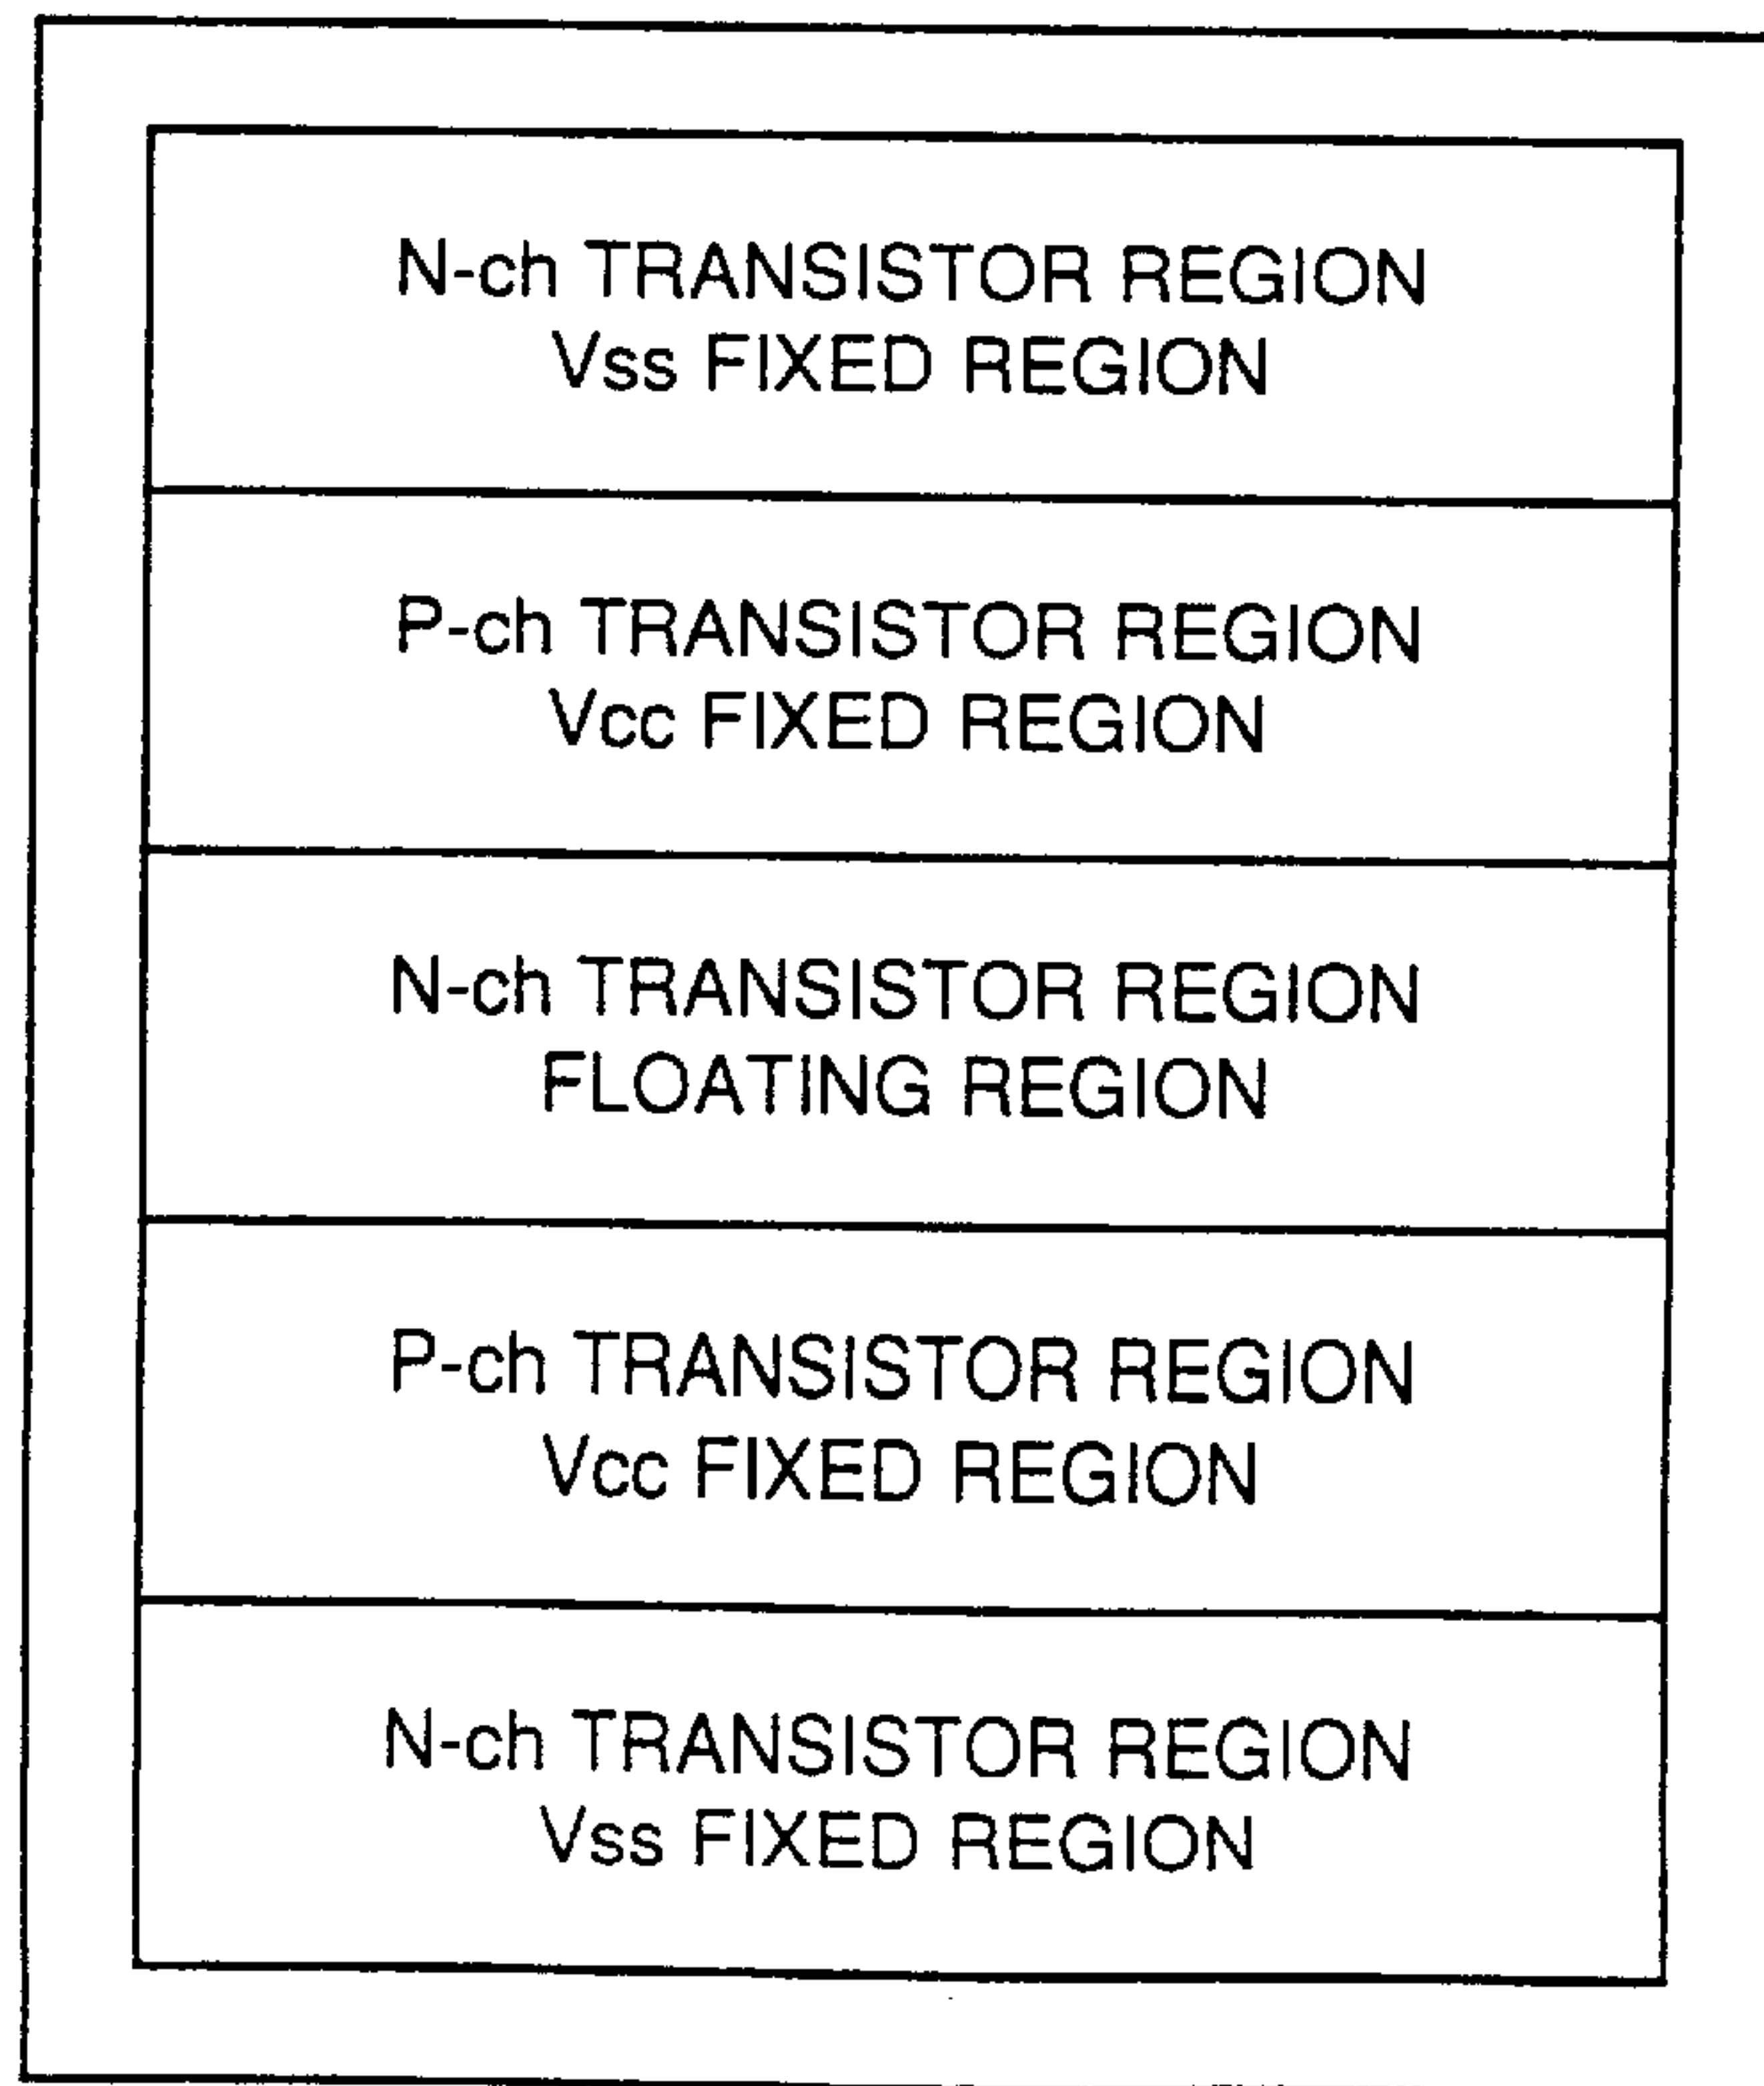 N-ch TRANSISTOR REGION
Vss FIXED REGION
P-ch TRANSISTOR REGION
Vcc FIXED REGION
N-ch TRANSISTOR REGION
FLOATING REGION
P-ch TRANSISTOR REGION
Vcc FIXED REGION
N-ch TRANSISTOR REGION
Vss FIXED REGION